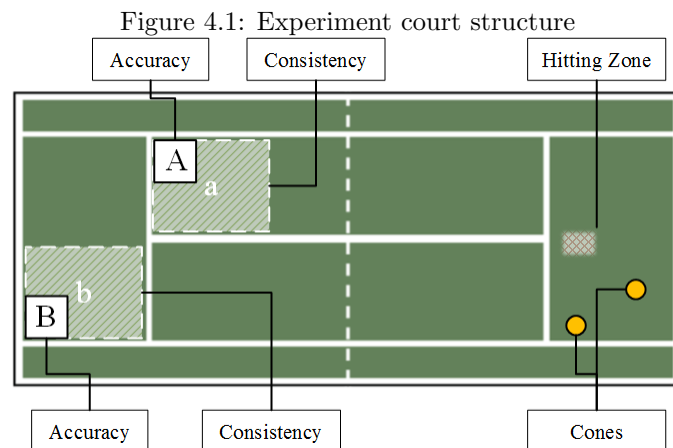 Figure 4.1: Experiment court structure
Accuracy Consistency Hitting Zone
A
a
b
B
Accuracy Consistency Cones